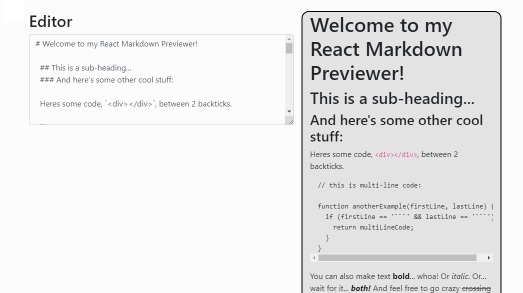 Editor
# Welcome to my React Markdown Previewer!
## This is a sub-heading...
### And here's some other cool stuff:
Heres some code, `<div></div>`, between 2 backticks.
Welcome to my
React Markdown
Previewer!
This is a sub-heading...
And here's some other cool
stuff:
Heres some code, <div></div>, between 2
backticks.
// this is multi-line code:
function anotherExample(firstLine, lastLine) {
if (firstLine == '```' && lastLine == '```')
return multiLineCode;
}
}
You can also make text bold... whoa! Or italic. Or...
wait for it... both! And feel free to go crazy crossing